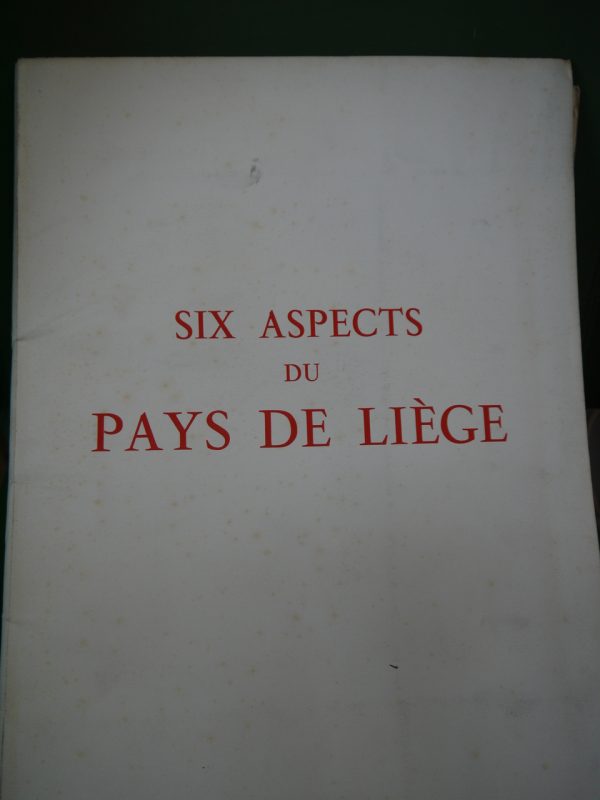 SIX ASPECTS
DU
PAYS DE LIÈGE